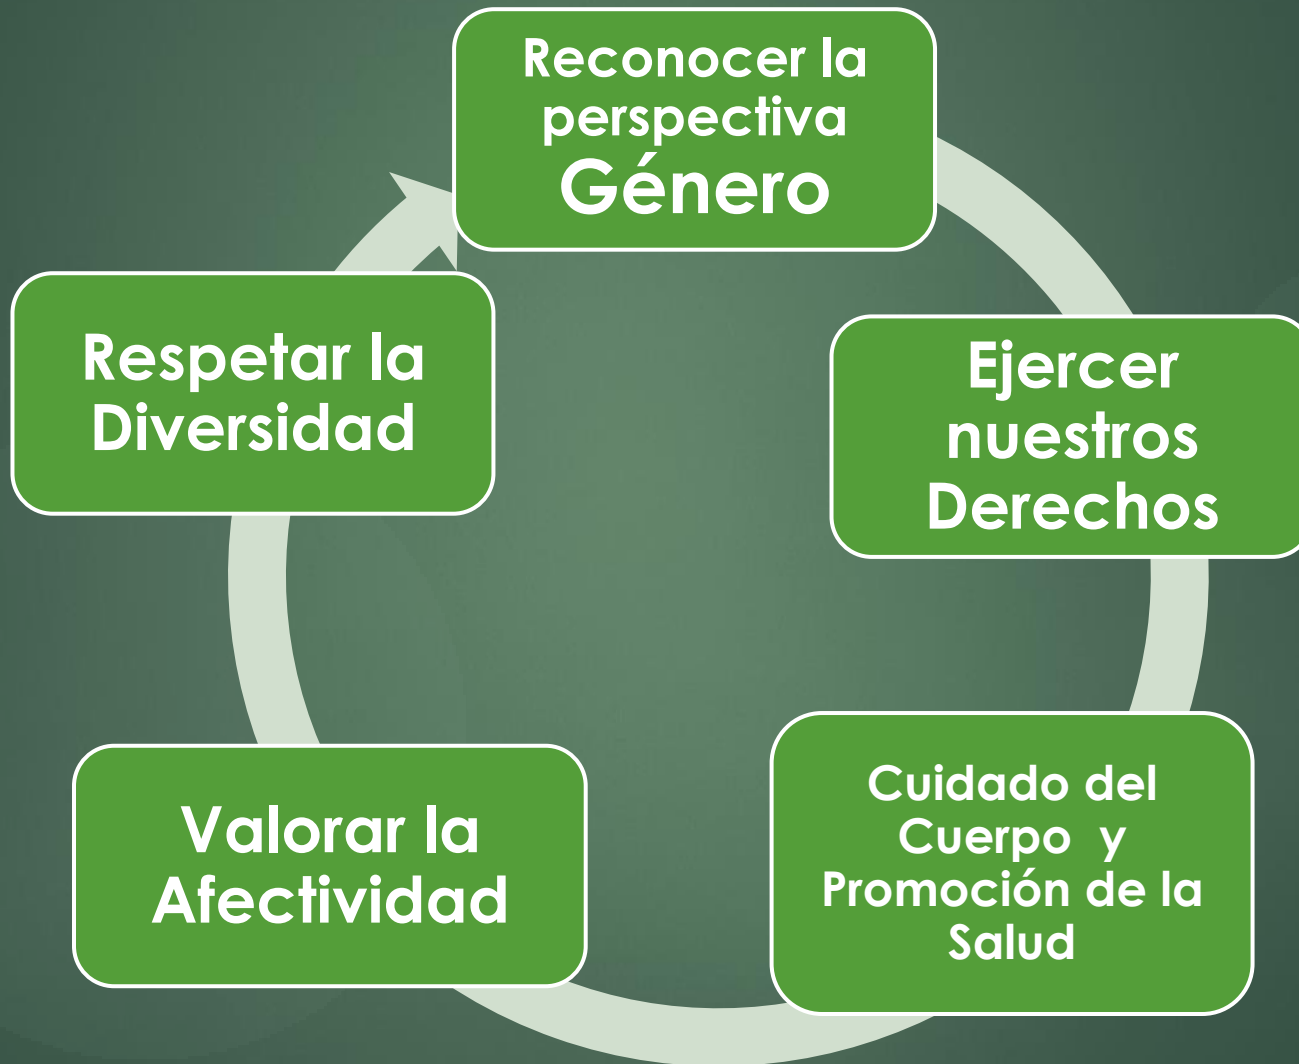 Reconocer la
perspectiva
Género
Ejercer
nuestros
Derechos
Cuidado del
Cuerpo y
Promoción de la
Salud
Valorar la
Afectividad
Respetar la
Diversidad